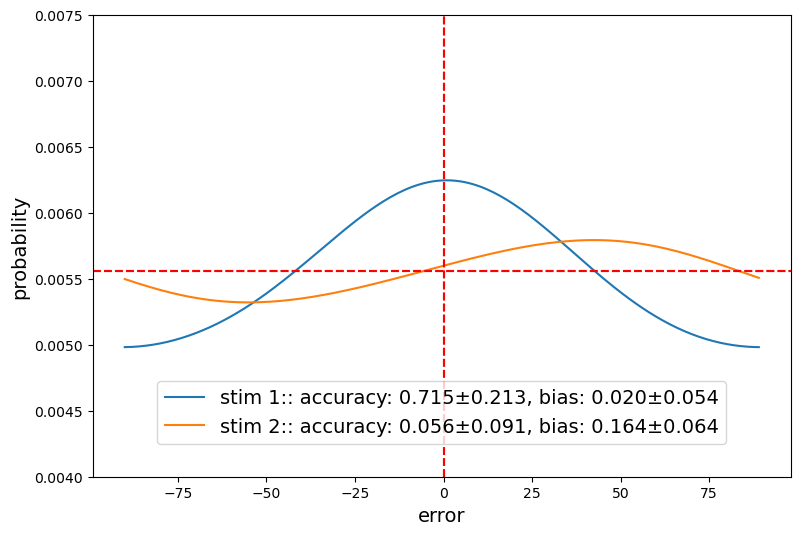 0.0075
0.0070
0.0065
0.0060
0.0055
0.0050
0.0045
0.0040
probability
stim 1:: accuracy: 0.715±0.213, bias: 0.020±0.054
stim 2:: accuracy: 0.056±0.091, bias: 0.164±0.064
−75 −50 −25 0 25 50 75
error